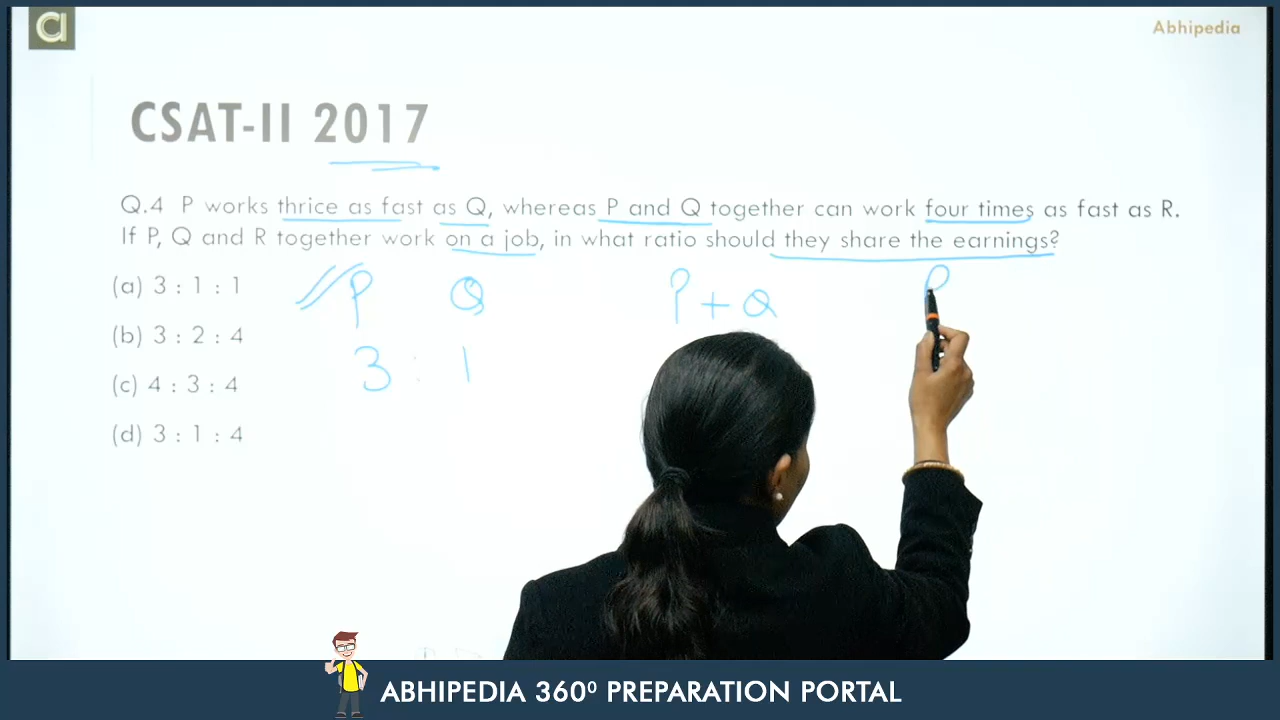 a
Abhipedia
CSAT-II 2017
Q.4 P works thrice as fast as Q, whereas P and Q together can work four times as fast as R.
If P, Q and R together work on a job, in what ratio should they share the earnings?
(a) 3 : 1 : 1
(b) 3 : 2 : 4
(c) 4 : 3 : 4
(d) 3 : 1 : 4
P Q P + Q
3 : 1
ABHIPEDIA 360⁰ PREPARATION PORTAL